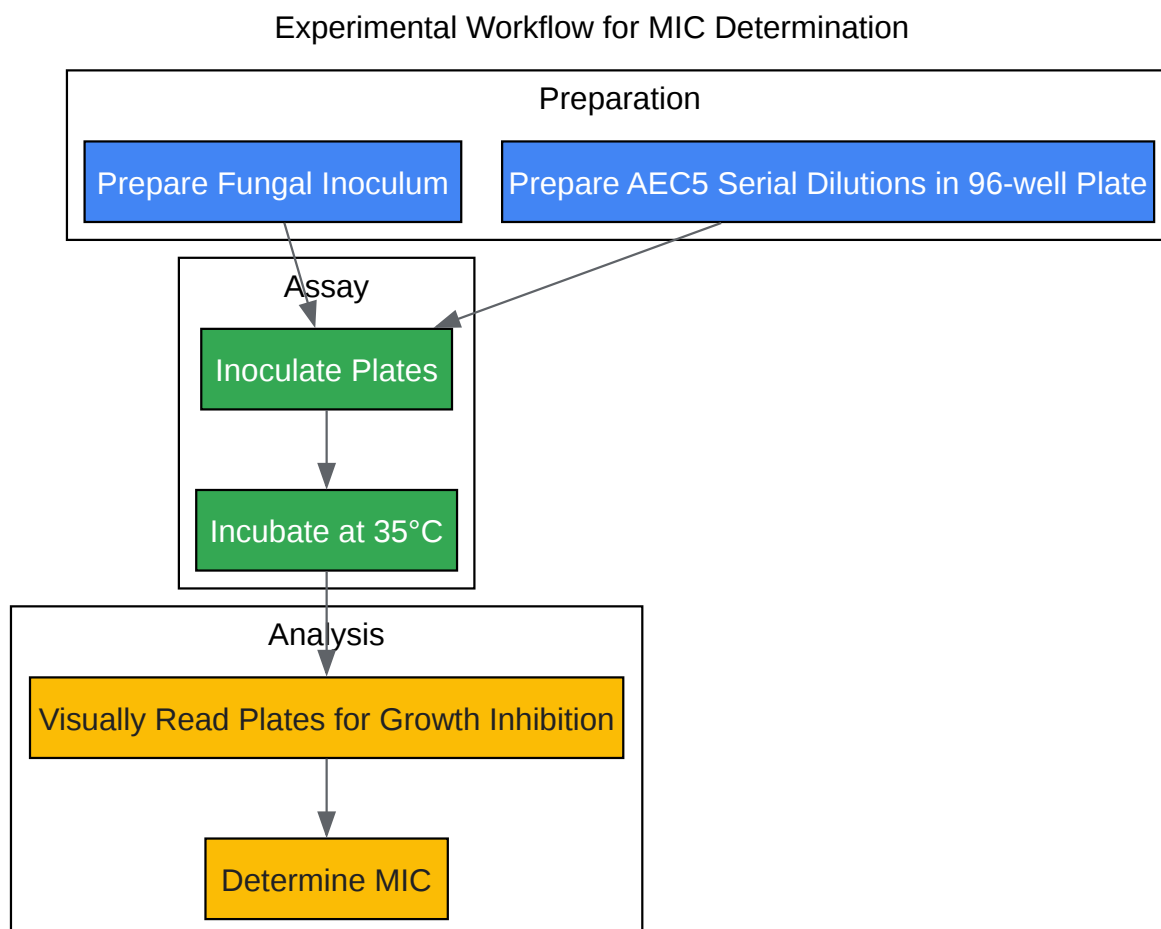 Experimental Workflow for MIC Determination
Preparation
Prepare Fungal Inoculum
Prepare AEC5 Serial Dilutions in 96-well Plate
Assay
Inoculate Plates
Incubate at 35°C
Analysis
Visually Read Plates for Growth Inhibition
Determine MIC